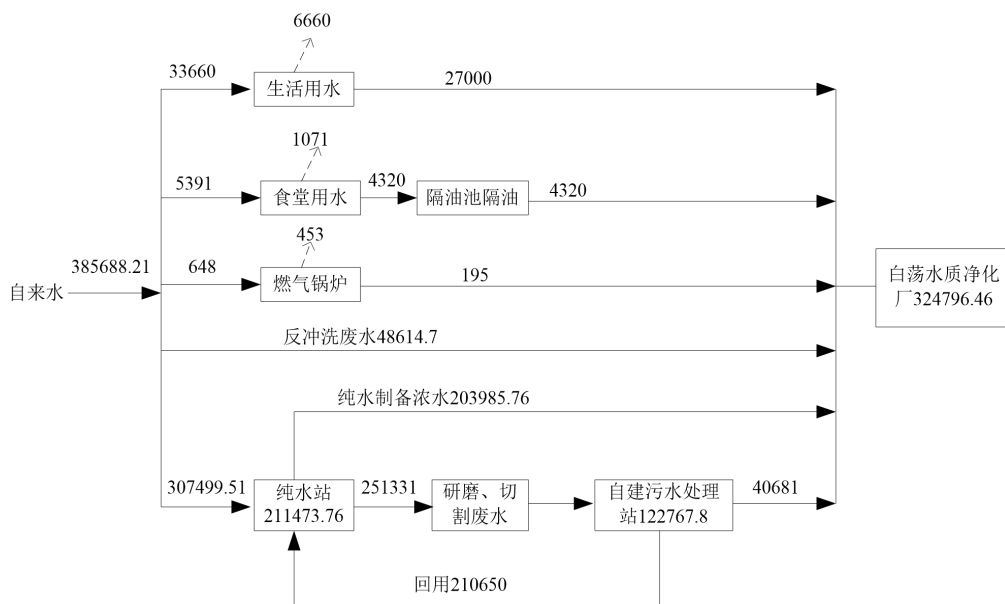 6660
33660
生活用水
27000
1071
5391
食堂用水
4320
隔油池隔油
4320
453
385688.21
648
自来水
燃气锅炉
195
白荡水质净化
厂324796.46
反冲洗废水48614.7
纯水制备浓水203985.76
307499.51
纯水站
211473.76
251331
研磨、切
割废水
自建污水处理
站122767.8
40681
回用210650